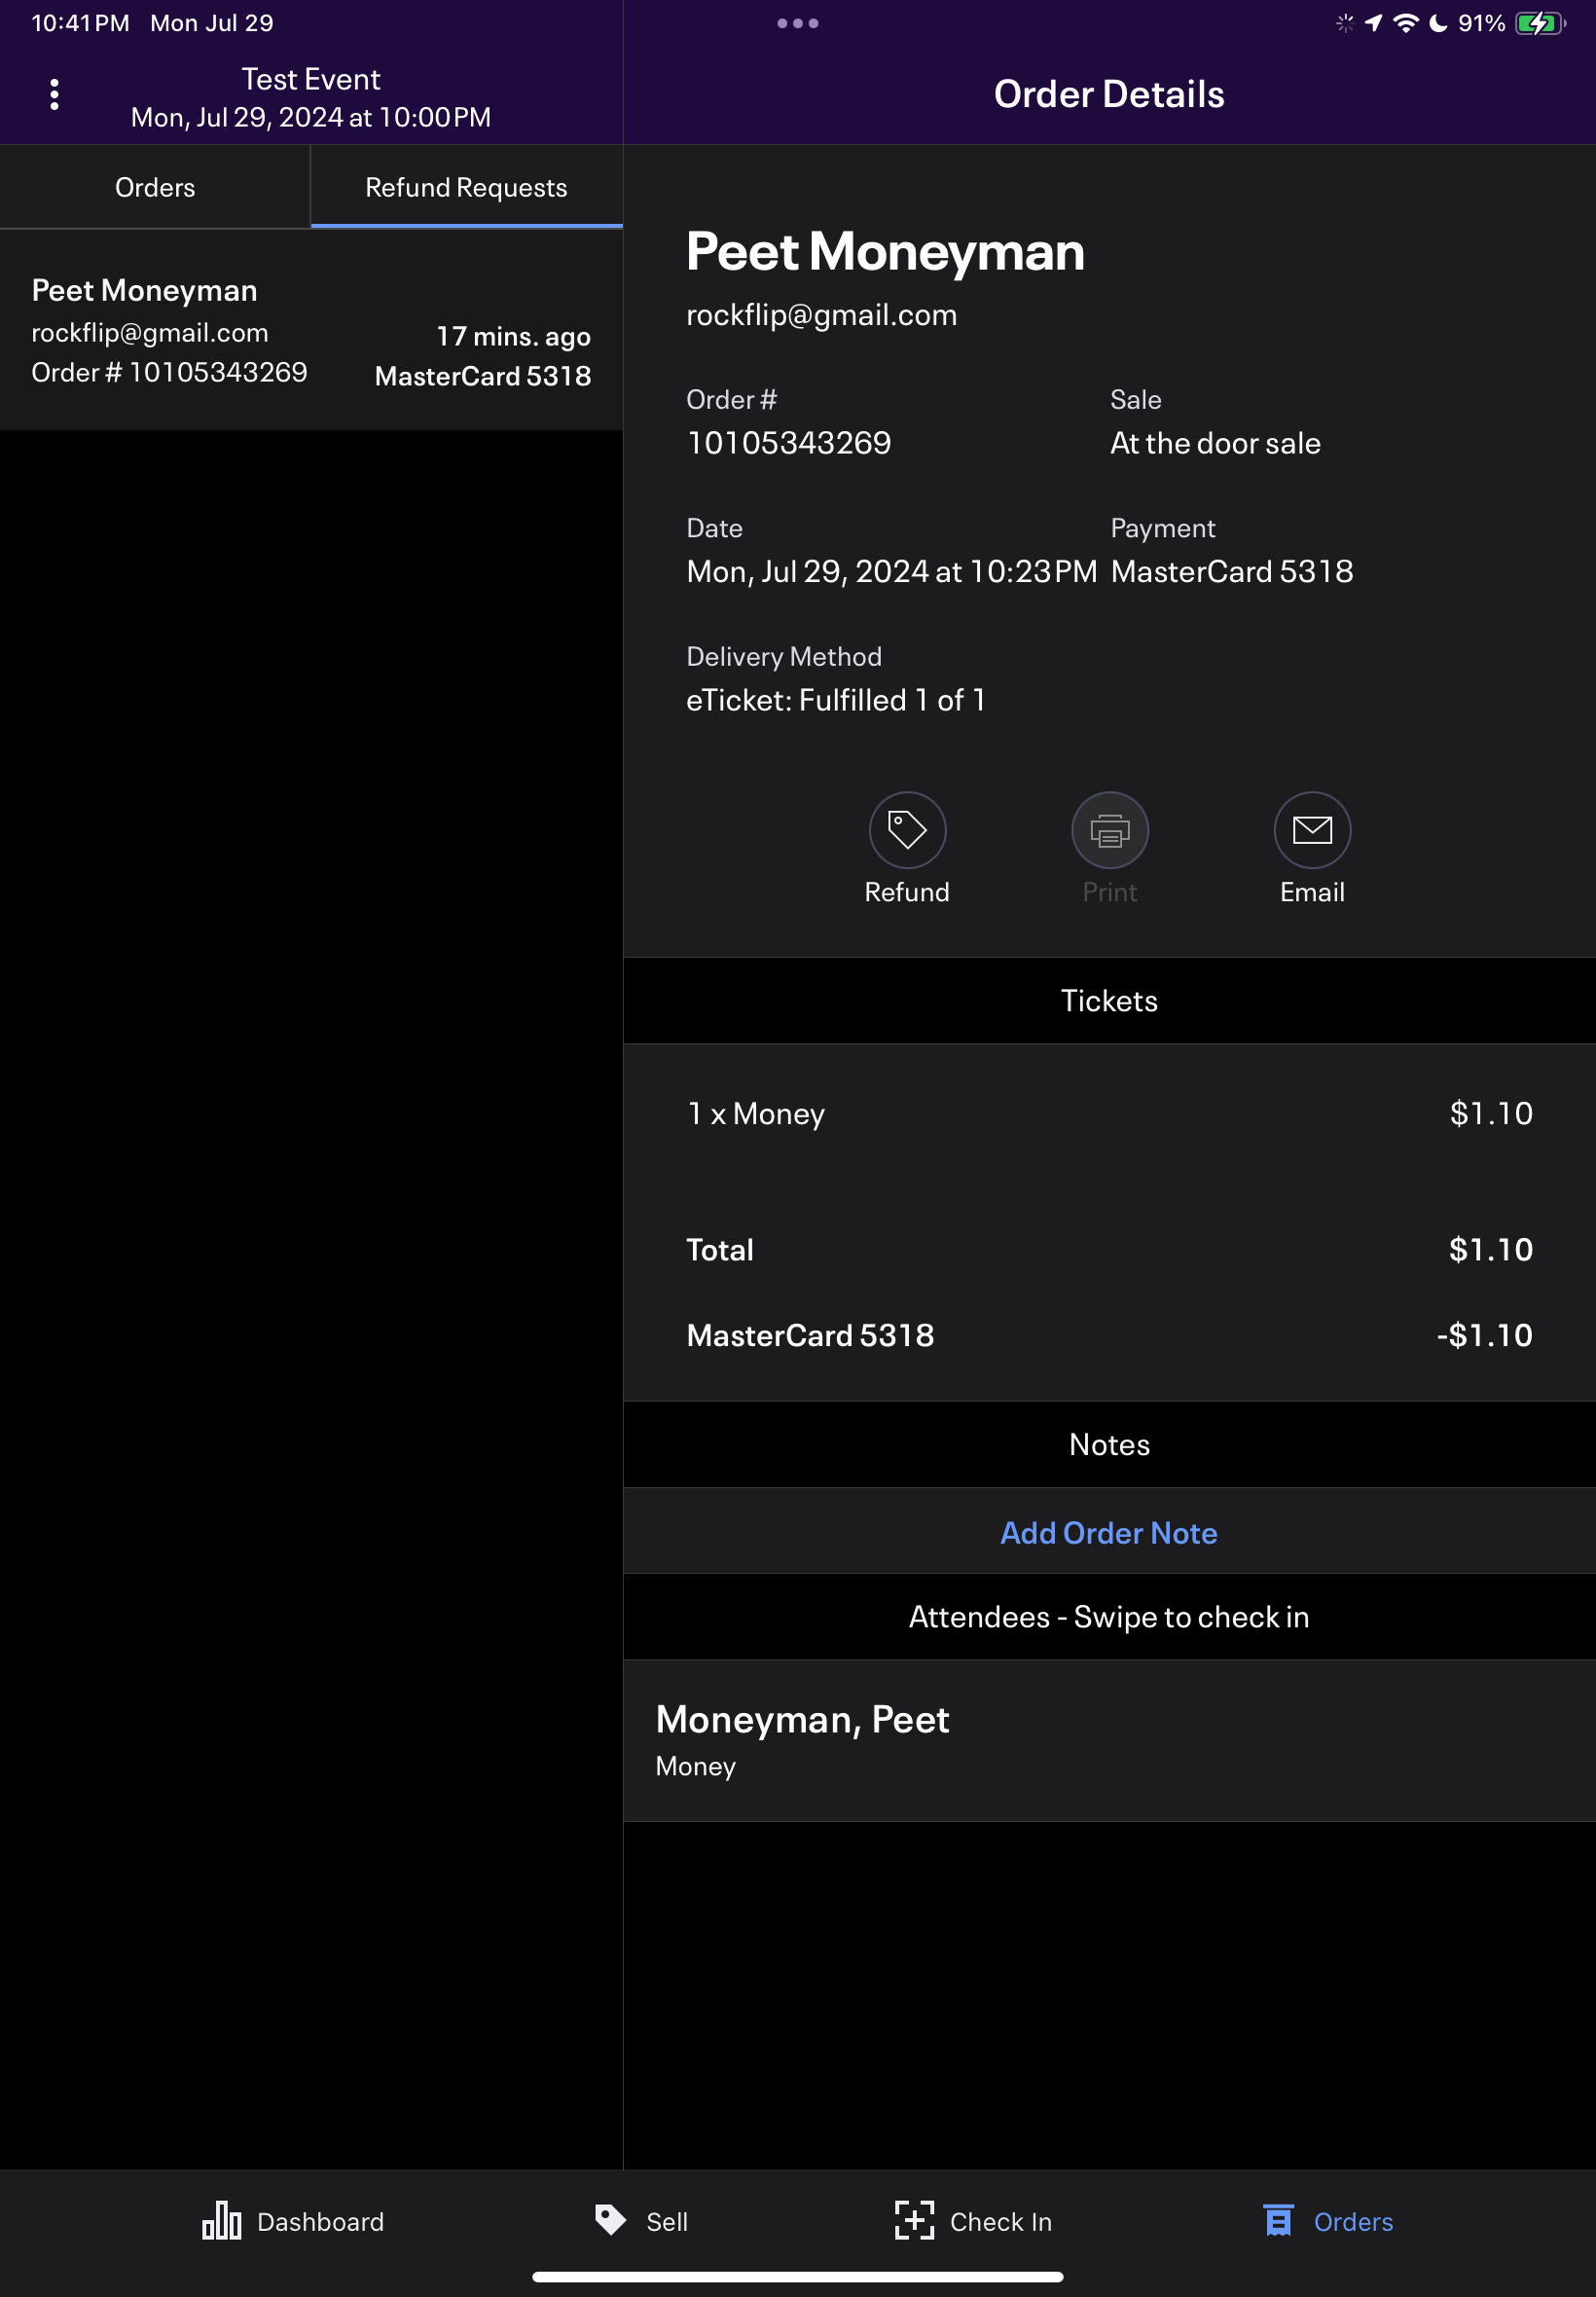 10:41 PM Mon Jul 29
91%
Test Event
Mon, Jul 29, 2024 at 10:00 PM
Order Details
Orders
Refund Requests
Peet Moneyman
rockflip@gmail.com
17 mins. ago
Order # 10105343269
MasterCard 5318
Peet Moneyman
rockflip@gmail.com
Order #
Sale
10105343269
At the door sale
Date
Payment
Mon, Jul 29, 2024 at 10:23 PM
MasterCard 5318
Delivery Method
eTicket: Fulfilled 1 of 1
Refund
Print
Email
Tickets
1 x Money $1.10
Total $1.10
MasterCard 5318 -$1.10
Notes
Add Order Note
Attendees - Swipe to check in
Moneyman, Peet
Money
Dashboard
Sell
Check In
Orders